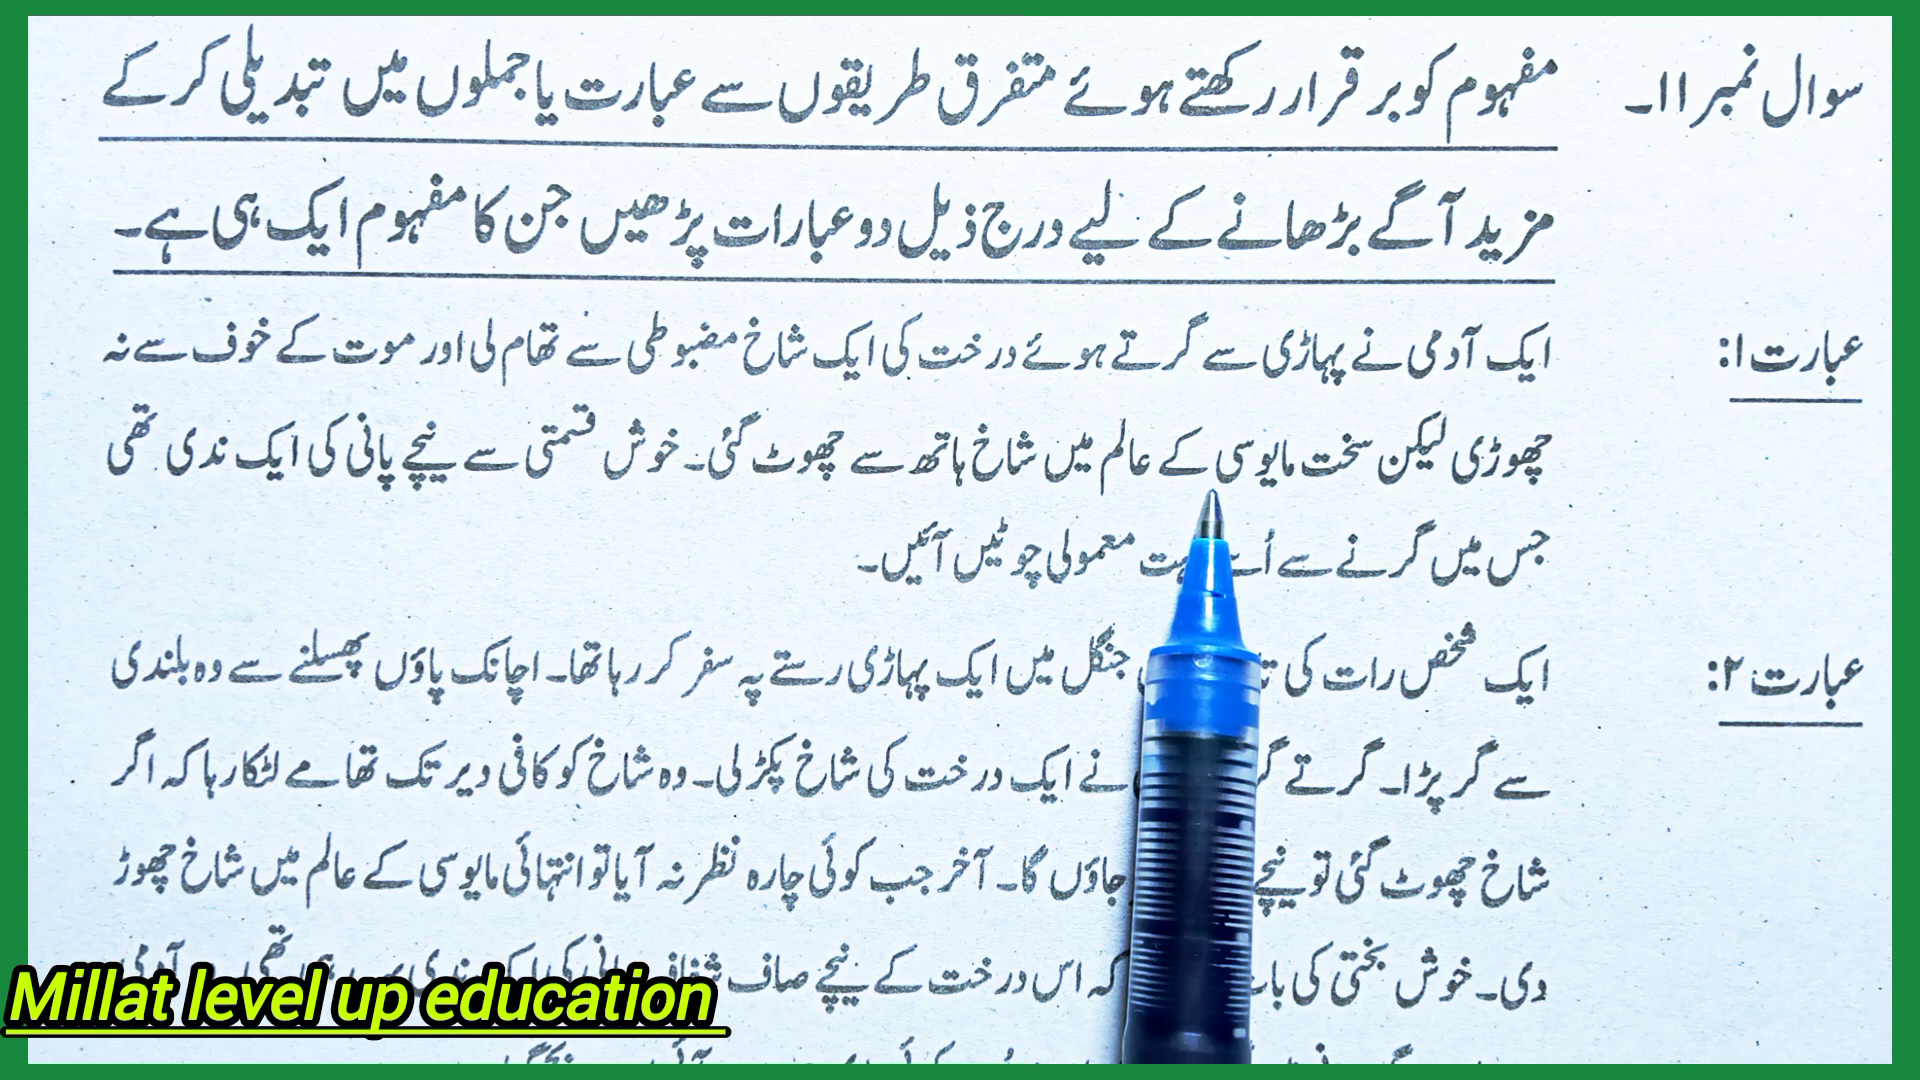 سوال نمبر ۱۱۔ مفہوم کو برقرار رکھتے ہوئے متفرق طریقوں سے عبارت یا جملوں میں تبدیلی کر کے
مزید آگے بڑھانے کے لیے درج ذیل دو عبارات پڑھیں جن کا مفہوم ایک ہی ہے۔
عبارت ۱: ایک آدمی نے پہاڑی سے گرتے ہوئے درخت کی ایک شاخ مضبوطی سے تھام لی اور موت کے خوف سے نہ
چھوڑی لیکن سخت مایوسی کے عالم میں شاخ ہاتھ سے چھوٹ گئی۔ خوش قسمتی سے نیچے پانی کی ایک ندی تھی
جس میں گرنے سے معمولی چوٹیں آئیں۔
عبارت ۲: ایک شخص رات کی جنگل میں ایک پہاڑی رستے پہ سفر کر رہا تھا۔ اچانک پاؤں پھسلنے سے وہ بلندی
سے گر پڑا۔ گرتے نے ایک درخت کی شاخ پکڑ لی۔ وہ شاخ کو کافی دیر تک تھامے لٹکا رہا کہ اگر
شاخ چھوٹ گئی تو نیچے جاؤں گا۔ آخر جب کوئی چارہ نظر نہ آیا تو انتہائی مایوسی کے عالم میں شاخ چھوڑ
دی۔ خوش بختی کی کہ اس درخت کے نیچے صاف
Millat level up education